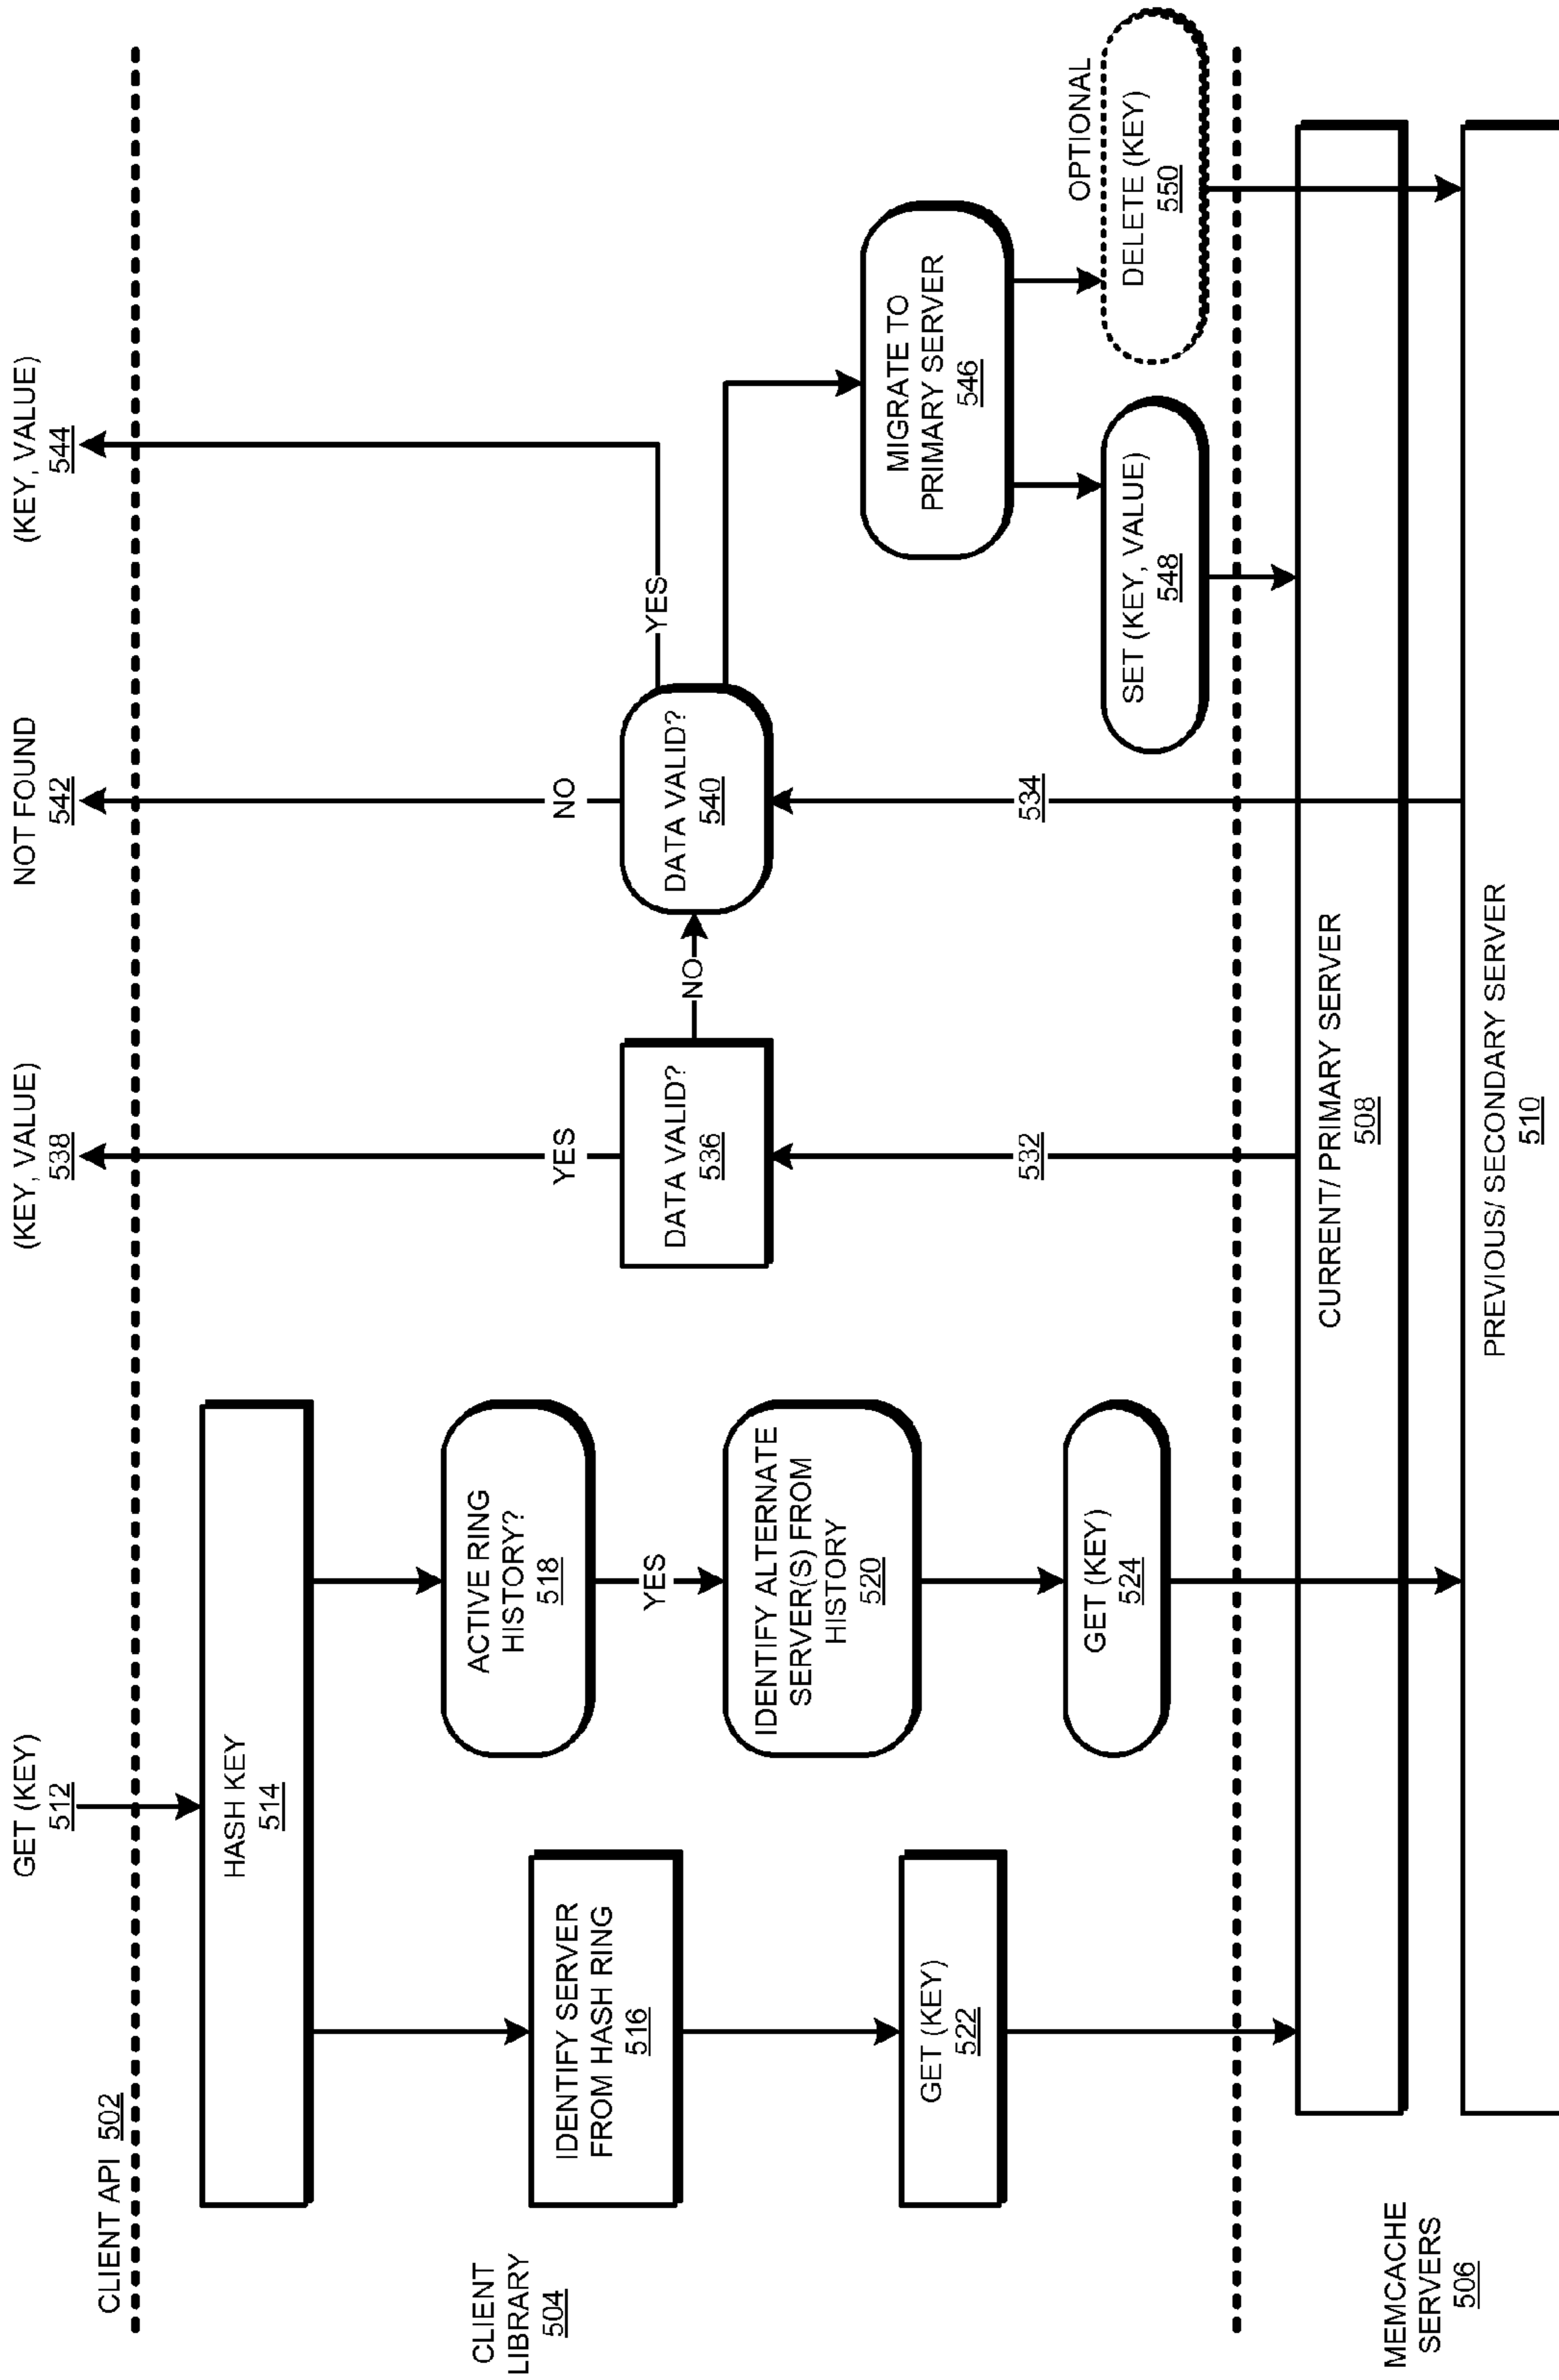 GET (KEY)
512
(KEY, VALUE)
538
NOT FOUND
542
(KEY, VALUE)
544
CLIENT API 502
HASH KEY
514
CLIENT
LIBRARY
504
IDENTIFY SERVER
FROM HASH RING
516
ACTIVE RING
HISTORY?
518
YES
IDENTIFY ALTERNATE
SERVER(S) FROM
HISTORY
520
GET (KEY)
522
GET (KEY)
524
YES
DATA VALID?
536
NO
532
NO
DATA VALID?
540
534
YES
MIGRATE TO
PRIMARY SERVER
546
SET (KEY, VALUE)
548
OPTIONAL
DELETE (KEY)
550
MEMCACHE
SERVERS
506
CURRENT/ PRIMARY SERVER
508
PREVIOUS/ SECONDARY SERVER
510